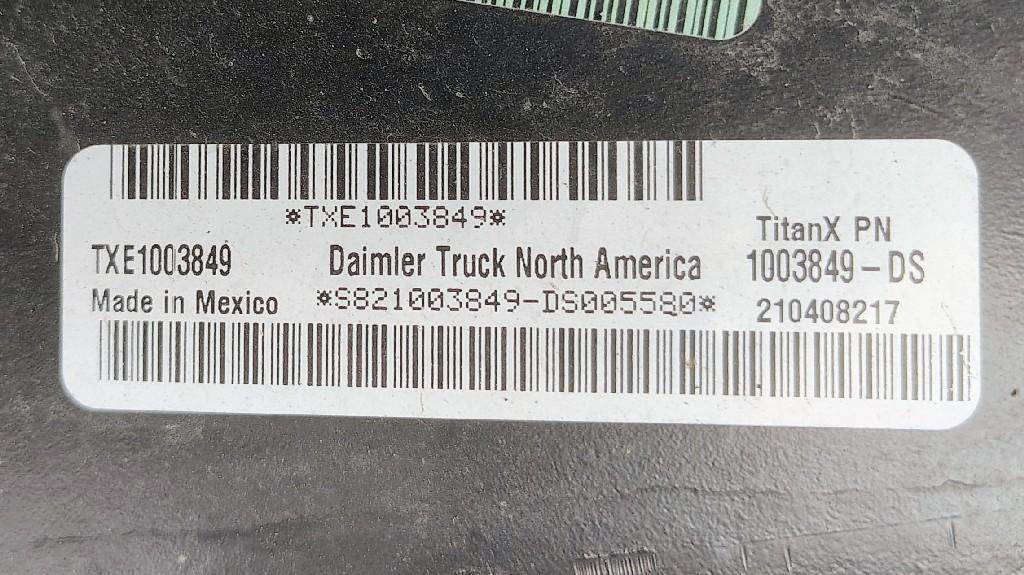 *TXE1003849*
TitanX PN
TXE1003849 Daimler Truck North America 1003849-DS
Made in Mexico *S821003849-DS005580* 210408217